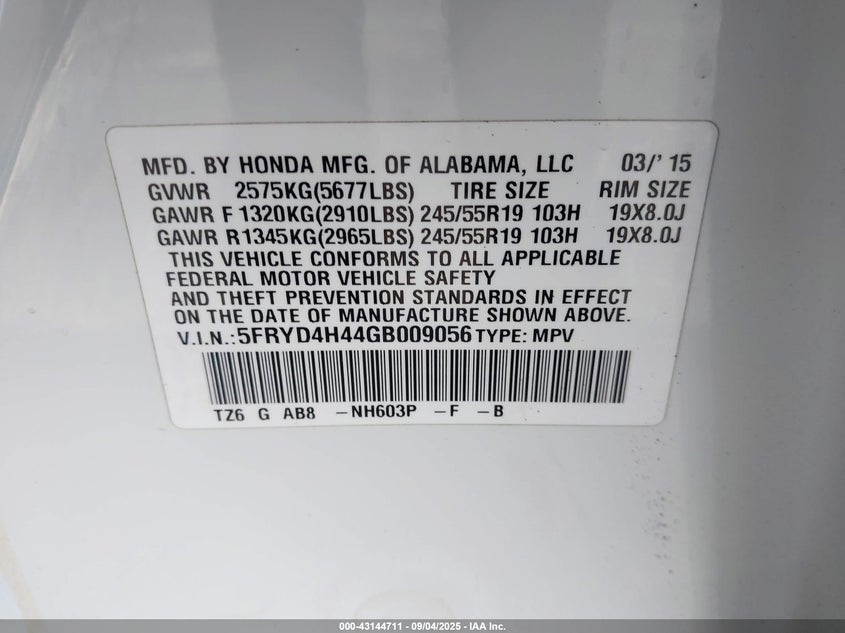 MFD. BY HONDA MFG. OF ALABAMA, LLC 03/' 15
GVWR 2575KG(5677LBS) TIRE SIZE RIM SIZE
GAWR F 1320KG(2910LBS) 245/55R19 103H 19X8.0J
GAWR R1345KG(2965LBS) 245/55R19 103H 19X8.0J
THIS VEHICLE CONFORMS TO ALL APPLICABLE
FEDERAL MOTOR VEHICLE SAFETY
AND THEFT PREVENTION STANDARDS IN EFFECT
ON THE DATE OF MANUFACTURE SHOWN ABOVE.
V.I.N.:5FRYD4H44GB009056 TYPE: MPV
TZ6 G AB8 -NH603P -F -B
000-43144711 - 09/04/2025 - IAA Inc.